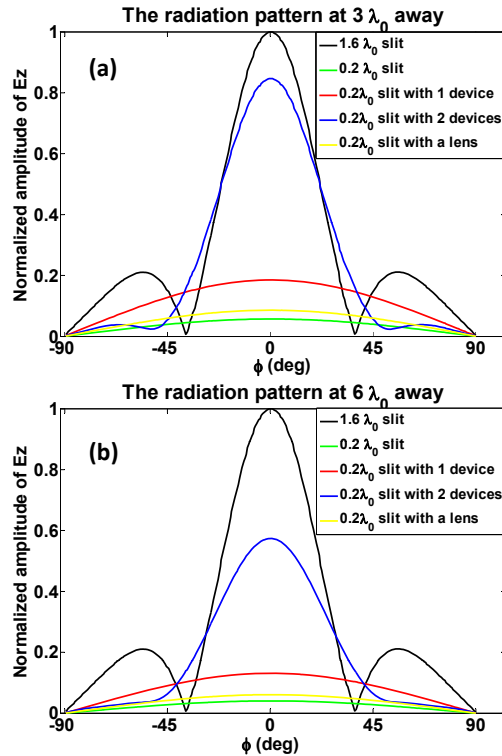 The radiation pattern at 3 λ₀ away
(a)
1.6 λ₀ slit
0.2 λ₀ slit
0.2λ₀ slit with 1 device
0.2λ₀ slit with 2 devices
0.2λ₀ slit with a lens
Normalized amplitude of Ez
1
0.8
0.6
0.4
0.2
0
-90
-45
0
45
90
ϕ (deg)
The radiation pattern at 6 λ₀ away
(b)
1.6 λ₀ slit
0.2 λ₀ slit
0.2λ₀ slit with 1 device
0.2λ₀ slit with 2 devices
0.2λ₀ slit with a lens
Normalized amplitude of Ez
1
0.8
0.6
0.4
0.2
0
-90
-45
0
45
90
ϕ (deg)